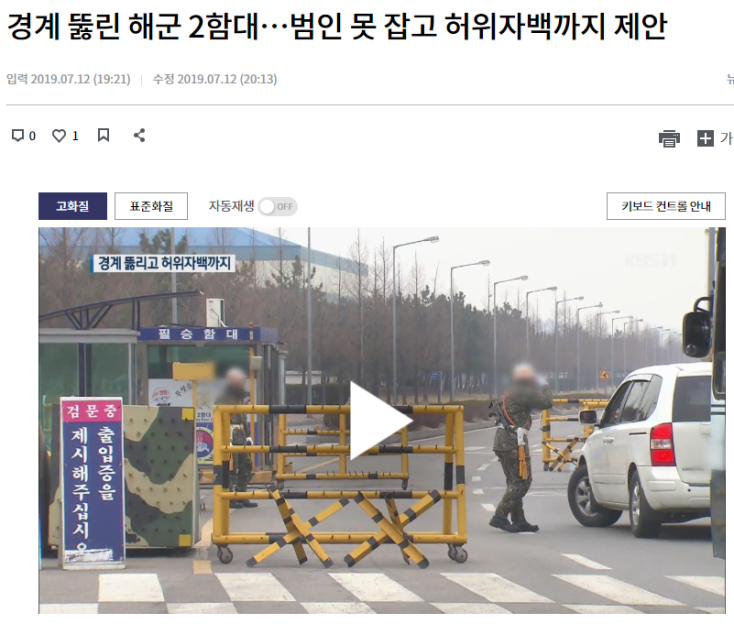 경계 뚫린 해군 2함대…범인 못 잡고 허위자백까지 제안
입력 2019.07.12 (19:21) | 수정 2019.07.12 (20:13)
뉴
0 1
가
고화질 표준화질 자동재생 OFF 키보드 컨트롤 안내
경계 뚫리고 허위자백까지
KBS
필승함대
검문중
출입증을
제시해주십시오